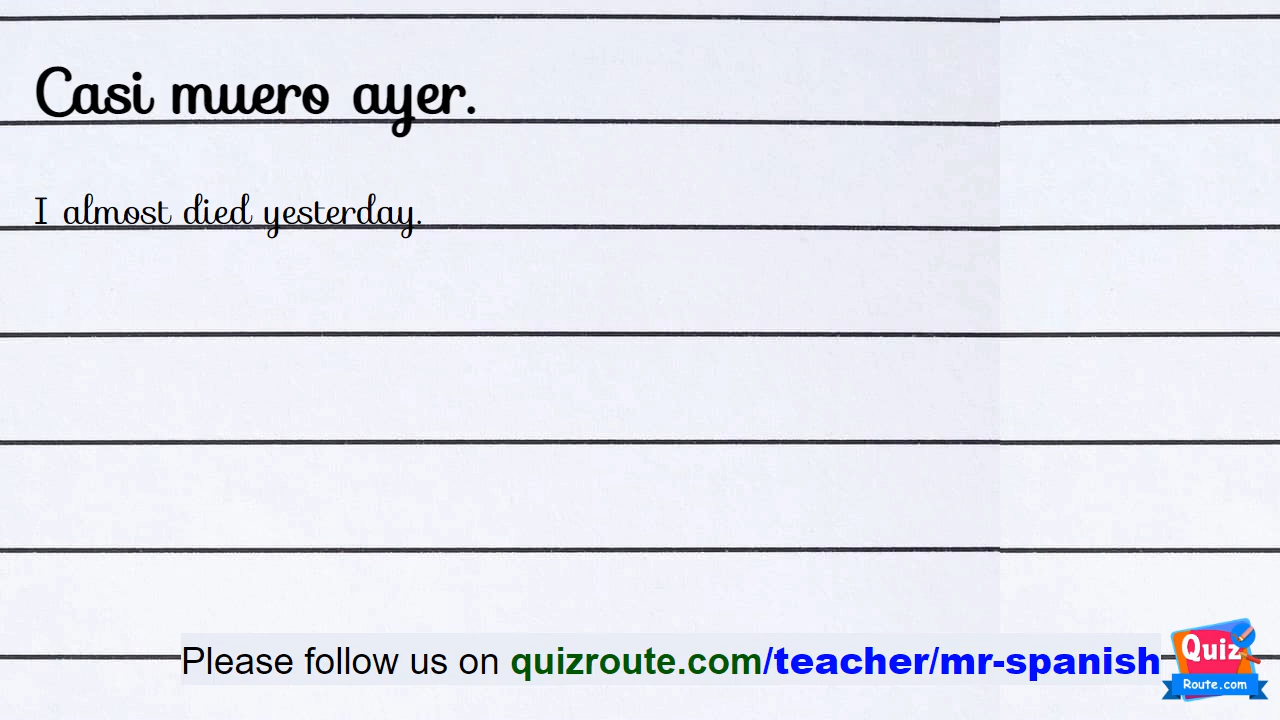 Casi muero ayer.
I almost died yesterday.
Please follow us on quizroute.com/teacher/mr-spanish
Quiz
Route.com